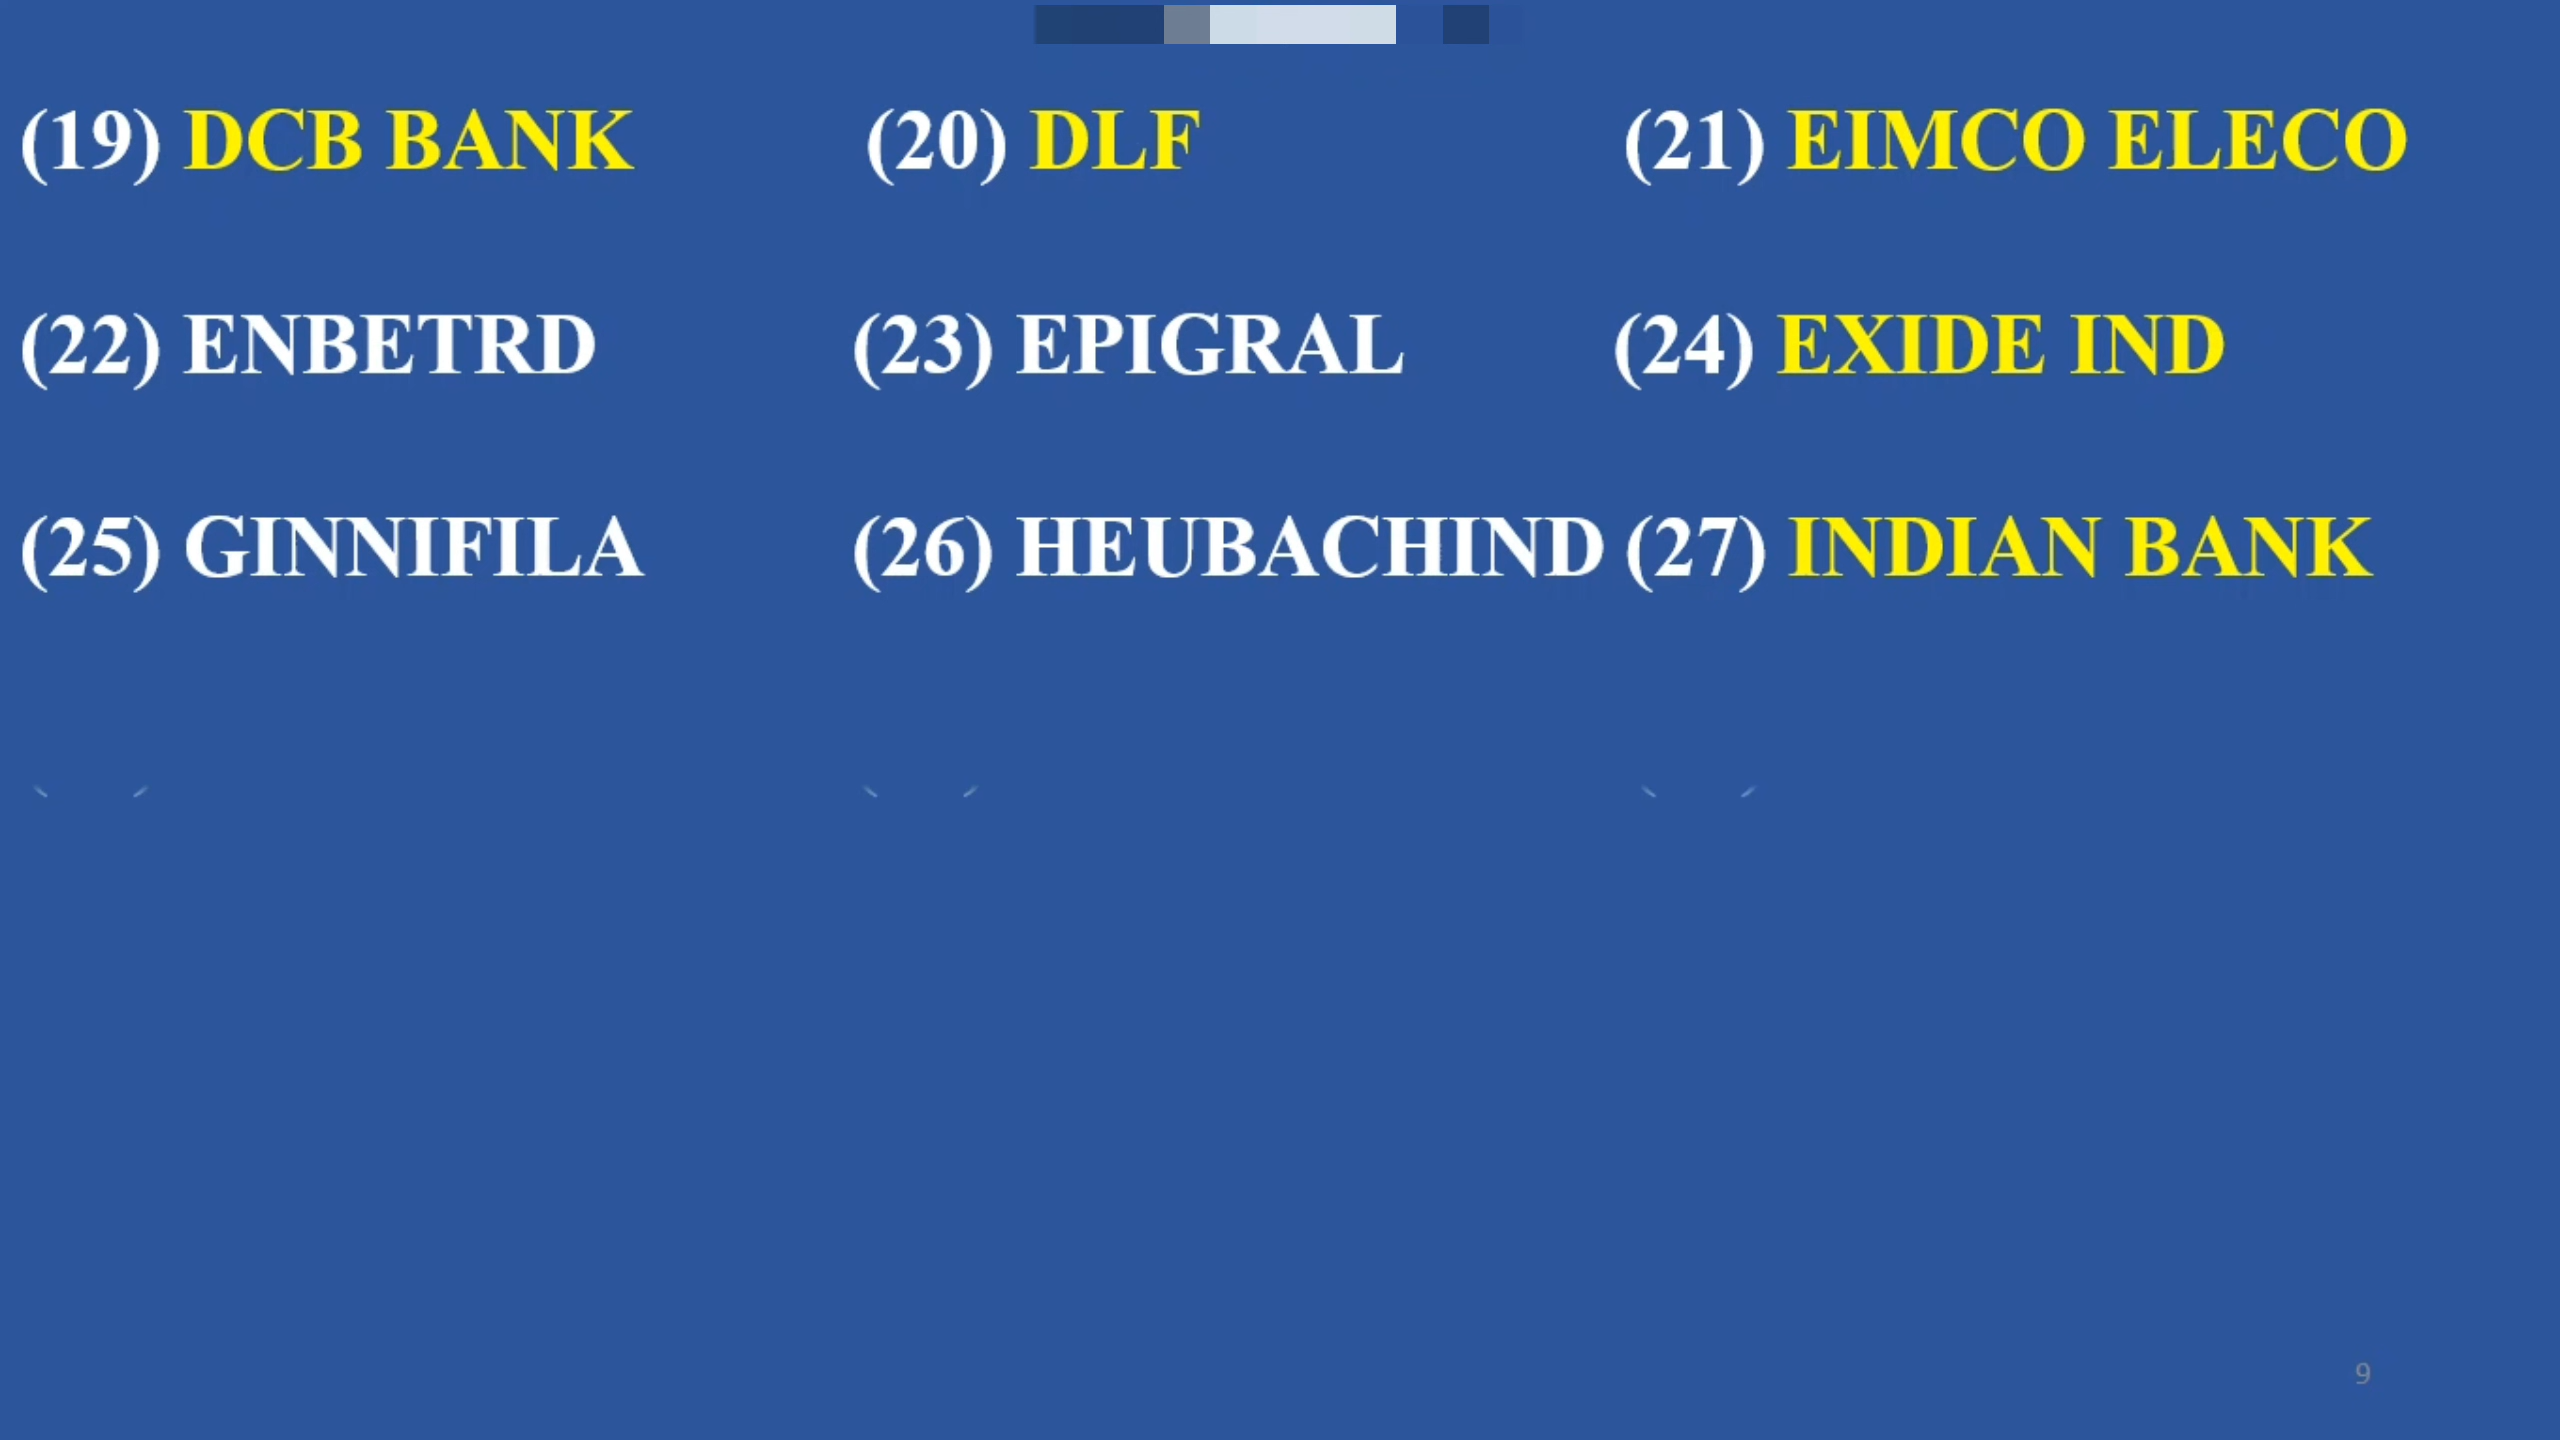 (19) DCB BANK (20) DLF (21) EIMCO ELECO
(22) ENBETRD (23) EPIGRAL (24) EXIDE IND
(25) GINNIFILA (26) HEUBACHIND (27) INDIAN BANK
9